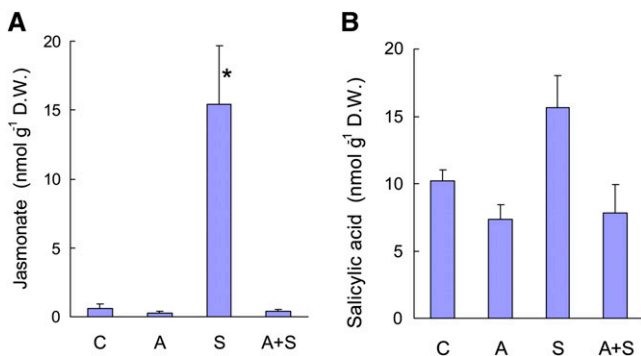 A
Jasmonate (nmol g-1 D.W.)
20
15
10
5
0
*
C A S A+S
B
Salicylic acid (nmol g-1 D.W.)
20
15
10
5
0
C A S A+S